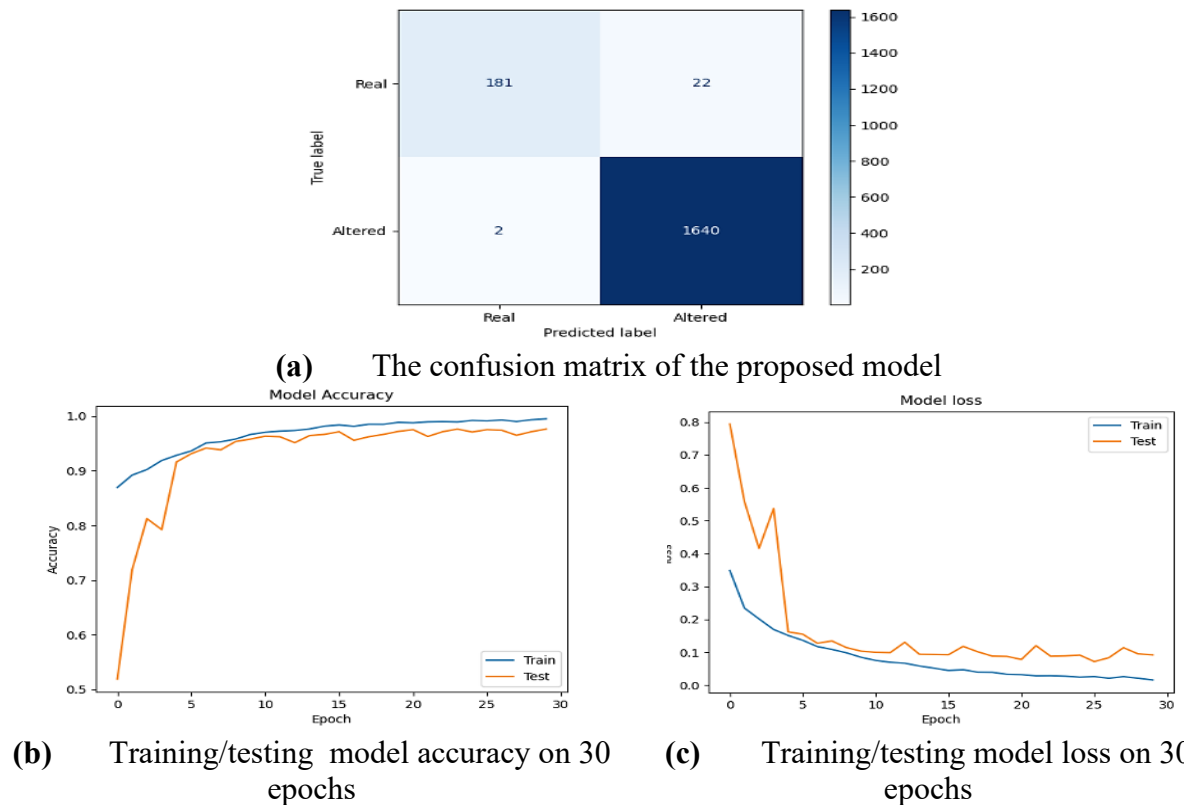 1600
1400
Real
181
22
1200
1000
True label
800
600
Altered
2
1640
400
200
Real
Altered
Predicted label
(a) The confusion matrix of the proposed model
Model Accuracy
1.0
0.9
0.8
0.7
0.6
0.5
Accuracy
Train
Test
0 5 10 15 20 25 30
Epoch
Model loss
0.8
0.7
0.6
0.5
0.4
0.3
0.2
0.1
0.0
Train
Test
0 5 10 15 20 25 30
Epoch
(b) Training/testing model accuracy on 30
epochs
(c) Training/testing model loss on 30
epochs